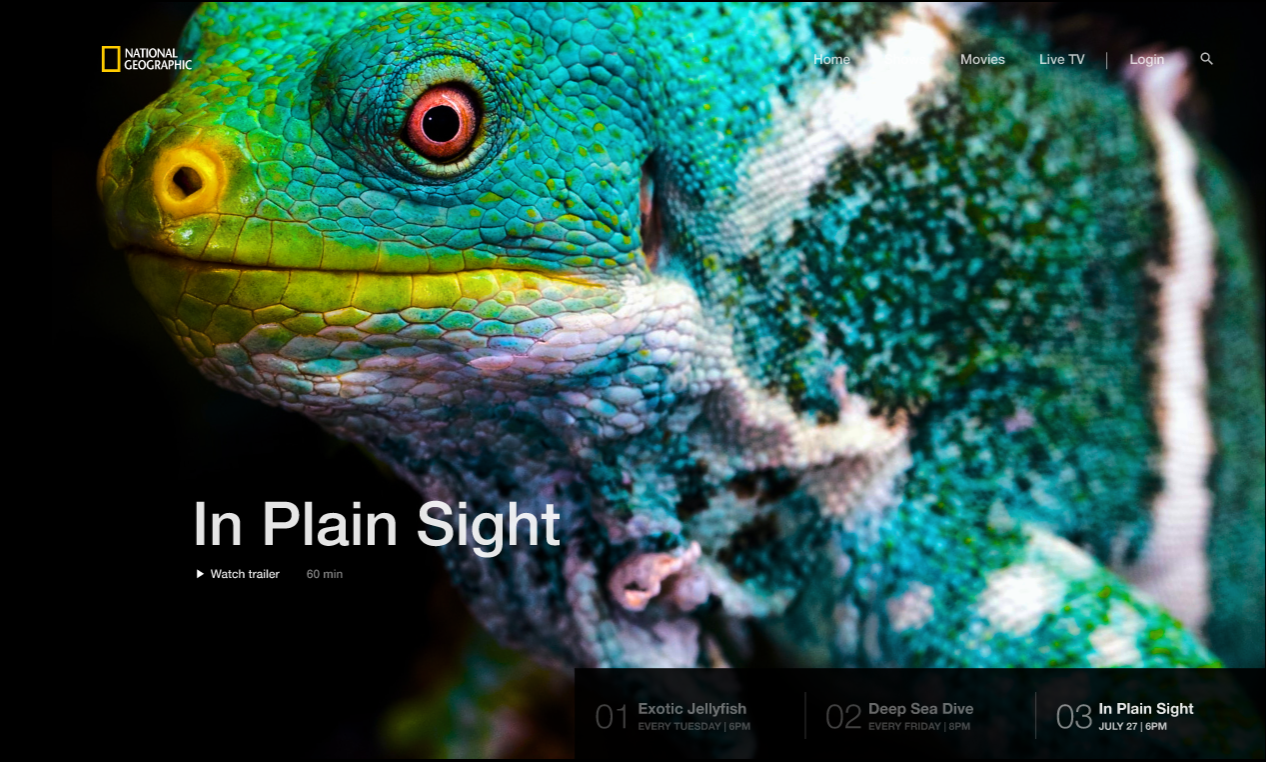 NATIONAL
GEOGRAPHIC
Home
Movies
Live TV
Login
In Plain Sight
Watch trailer
60 min
01
Exotic Jellyfish
EVERY TUESDAY | 6PM
02
Deep Sea Dive
EVERY FRIDAY | 8PM
03
In Plain Sight
JULY 27 | 6PM